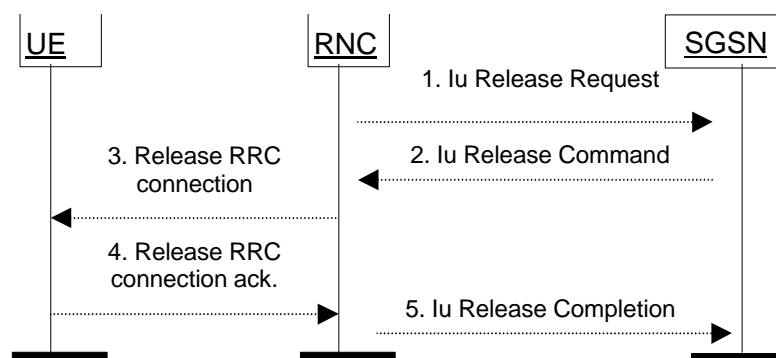 UE
RNC
SGSN
1. Iu Release Request
2. Iu Release Command
3. Release RRC
connection
4. Release RRC
connection ack.
5. Iu Release Completion